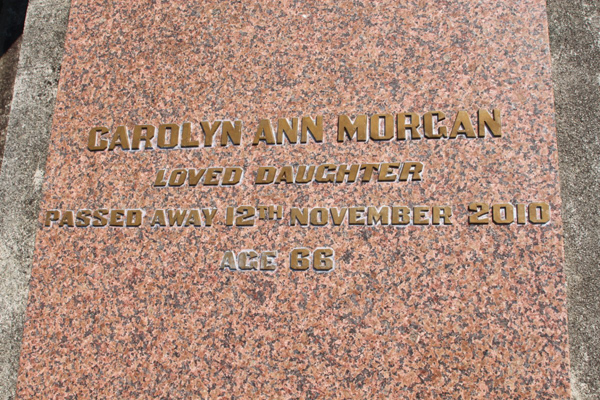 CAROLYN ANN MORGAN
LOVED DAUGHTER
PASSED AWAY 12TH NOVEMBER 2010
AGE 66